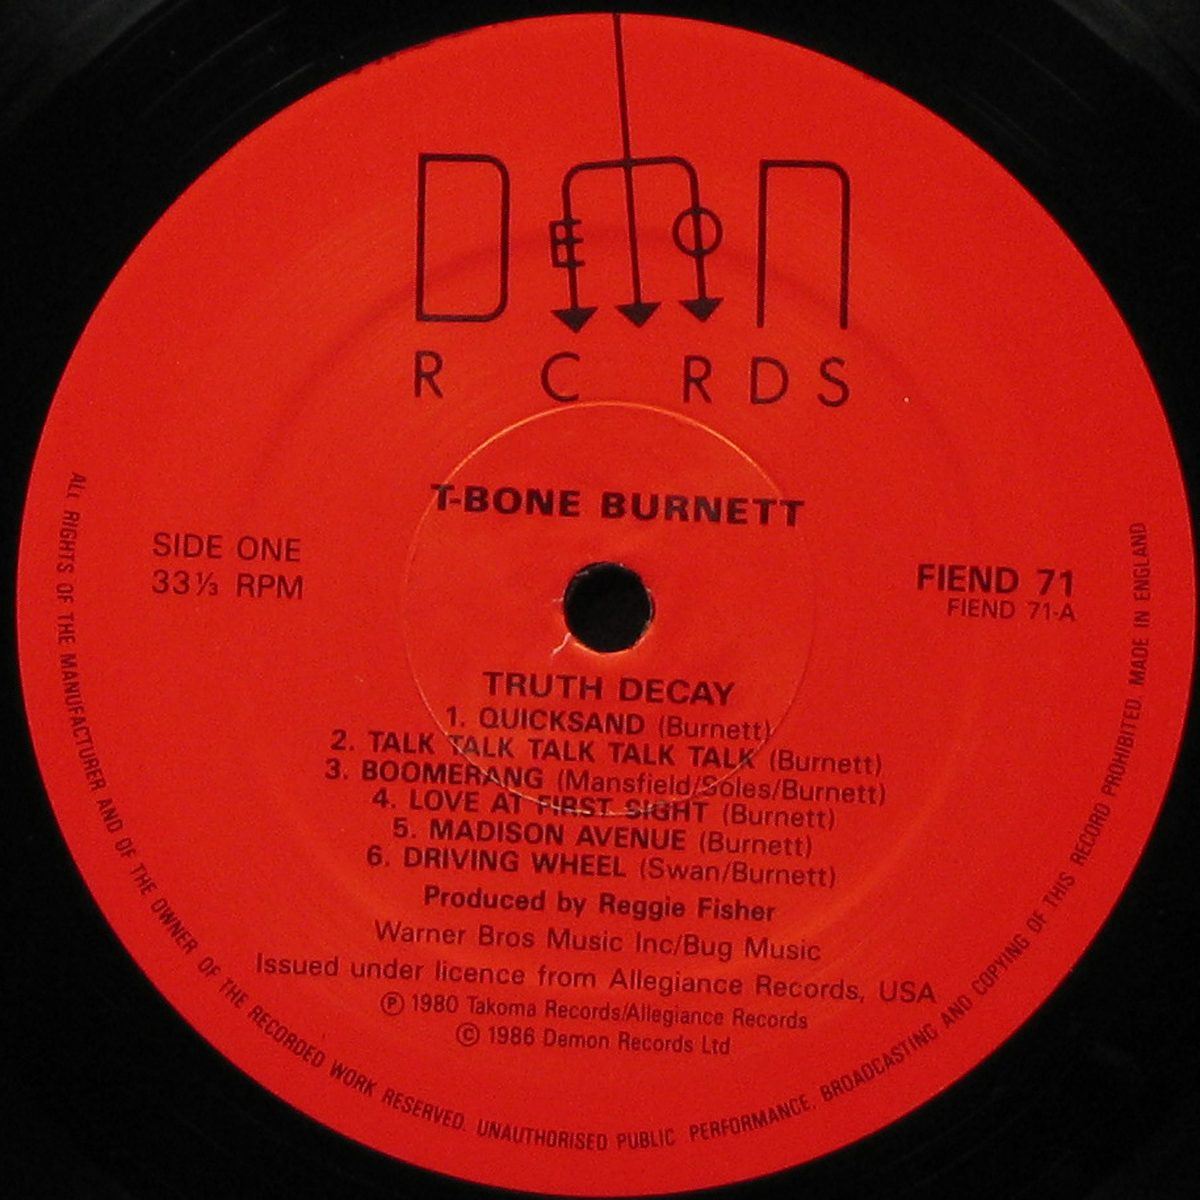 DEMON
RCRDS
T-BONE BURNETT
SIDE ONE
33⅓ RPM
FIEND 71
FIEND 71-A
TRUTH DECAY
1. QUICKSAND (Burnett)
2. TALK TALK TALK TALK TALK (Burnett)
3. BOOMERANG (Mansfield/Soles/Burnett)
4. LOVE AT FIRST SIGHT (Burnett)
5. MADISON AVENUE (Burnett)
6. DRIVING WHEEL (Swan/Burnett)
Produced by Reggie Fisher
Warner Bros Music Inc/Bug Music
Issued under licence from Allegiance Records, USA
℗ 1980 Takoma Records/Allegiance Records
© 1986 Demon Records Ltd
ALL RIGHTS OF THE MANUFACTURER AND OF THE OWNER OF THE RECORDED WORK RESERVED. UNAUTHORISED PUBLIC PERFORMANCE, BROADCASTING AND COPYING OF THIS RECORD PROHIBITED. MADE IN ENGLAND